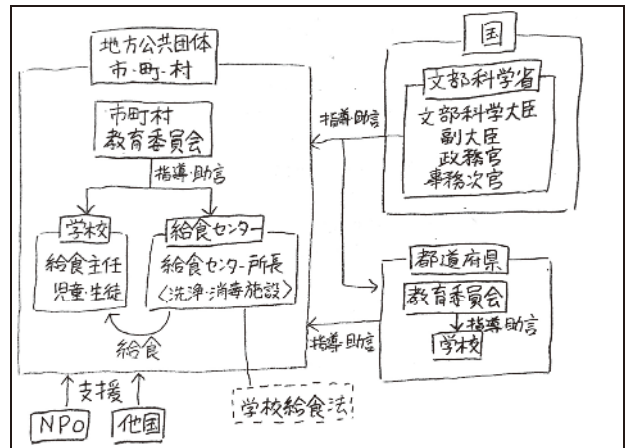 地方公共団体
市・町・村
市町村
教育委員会
指導・助言
学校
給食主任
児童・生徒
給食センター
給食センター所長
〈洗浄・消毒施設〉
給食
支援
NPO
他国
学校給食法
国
文部科学省
文部科学大臣
副大臣
政務官
事務次官
指導・助言
都道府県
教育委員会
指導・助言
学校
指導・助言